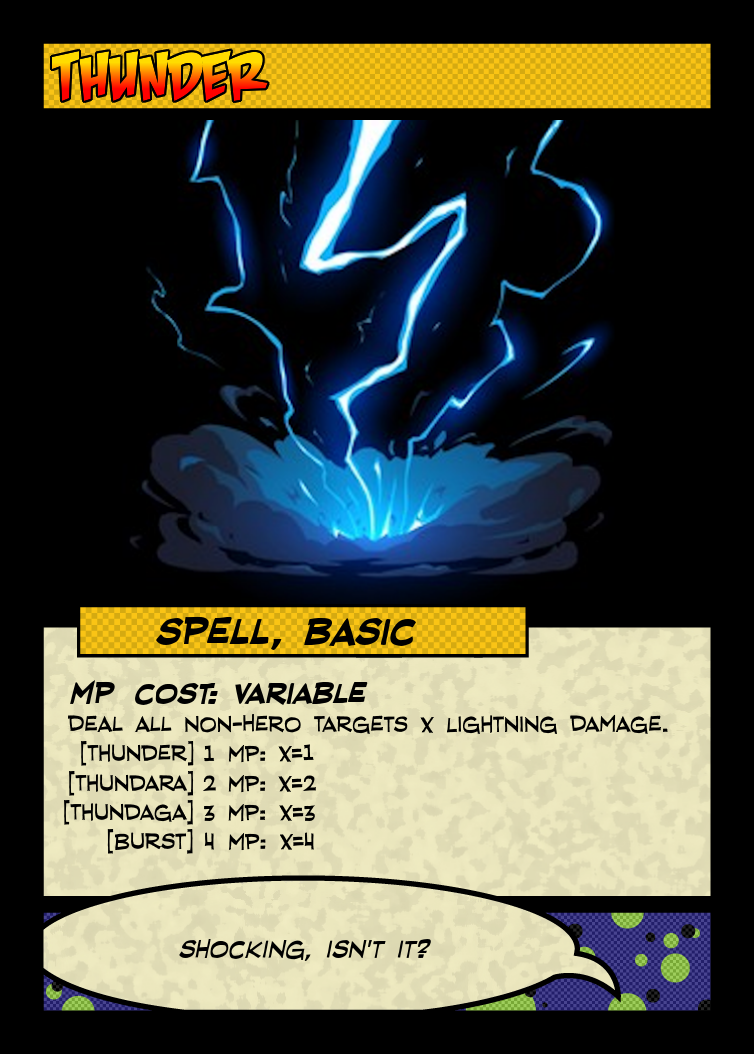 THUNDER
SPELL, BASIC
MP COST: VARIABLE
DEAL ALL NON-HERO TARGETS X LIGHTNING DAMAGE.
[THUNDER] 1 MP: X=1
[THUNDARA] 2 MP: X=2
[THUNDAGA] 3 MP: X=3
[BURST] 4 MP: X=4
SHOCKING, ISN'T IT?